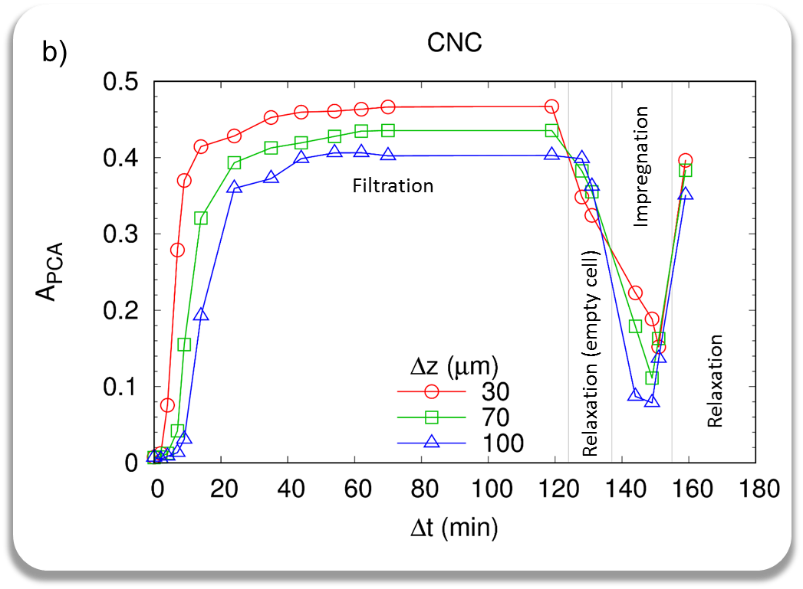 b)
CNC
0.5
0.4
0.3
0.2
0.1
0
A_PCA
Filtration
Relaxation (empty cell)
Impregnation
Relaxation
Δz (μm)
30
70
100
0 20 40 60 80 100 120 140 160 180
Δt (min)